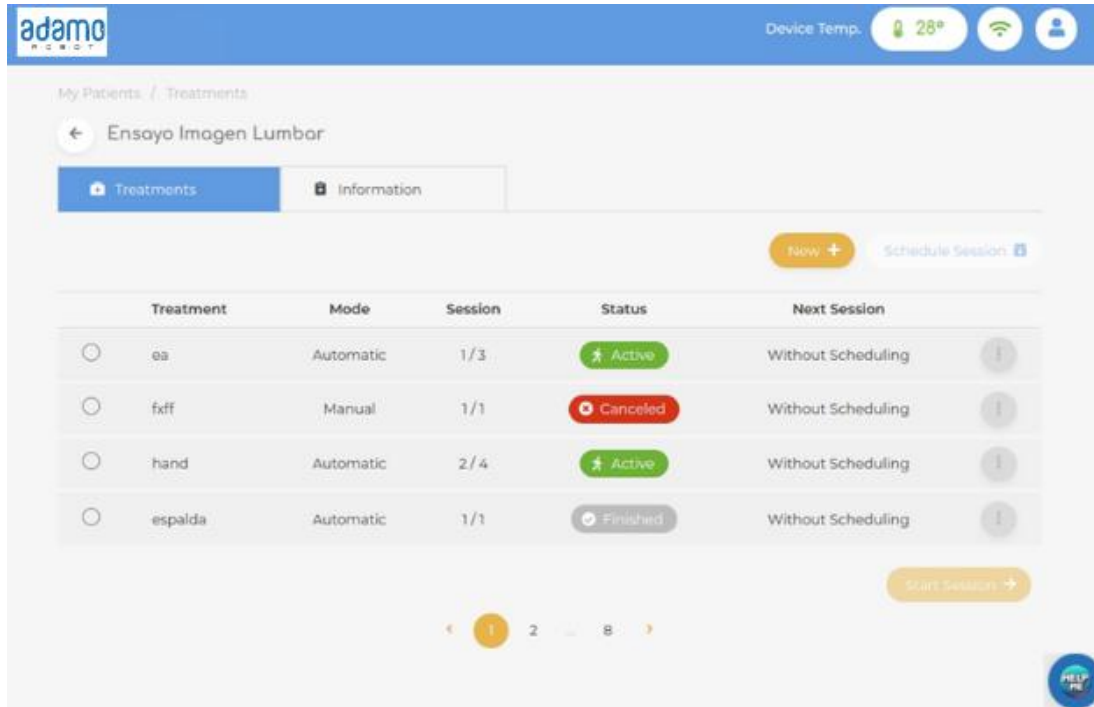 adamo
ROBOT
Device Temp. 28°
My Patients / Treatments
Ensayo Imagen Lumbar
Treatments Information
New + Schedule Session
Treatment Mode Session Status Next Session
ea Automatic 1/3 Active Without Scheduling
fxff Manual 1/1 Canceled Without Scheduling
hand Automatic 2/4 Active Without Scheduling
espalda Automatic 1/1 Finished Without Scheduling
Start Session
1 2 ... 8
HELP
ME